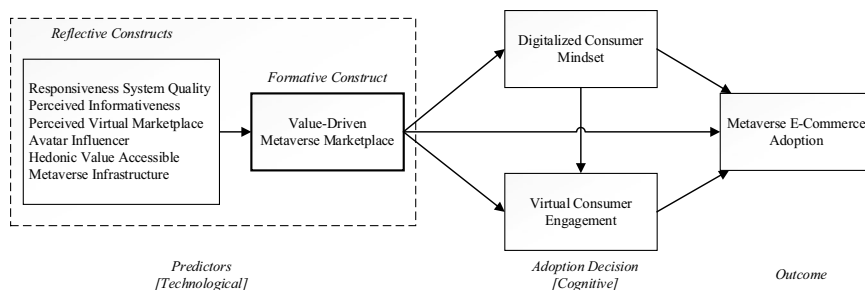 Reflective Constructs
Responsiveness System Quality
Perceived Informativeness
Perceived Virtual Marketplace
Avatar Influencer
Hedonic Value Accessible
Metaverse Infrastructure
Formative Construct
Value-Driven
Metaverse Marketplace
Digitalized Consumer
Mindset
Virtual Consumer
Engagement
Metaverse E-Commerce
Adoption
Predictors
[Technological]
Adoption Decision
[Cognitive]
Outcome